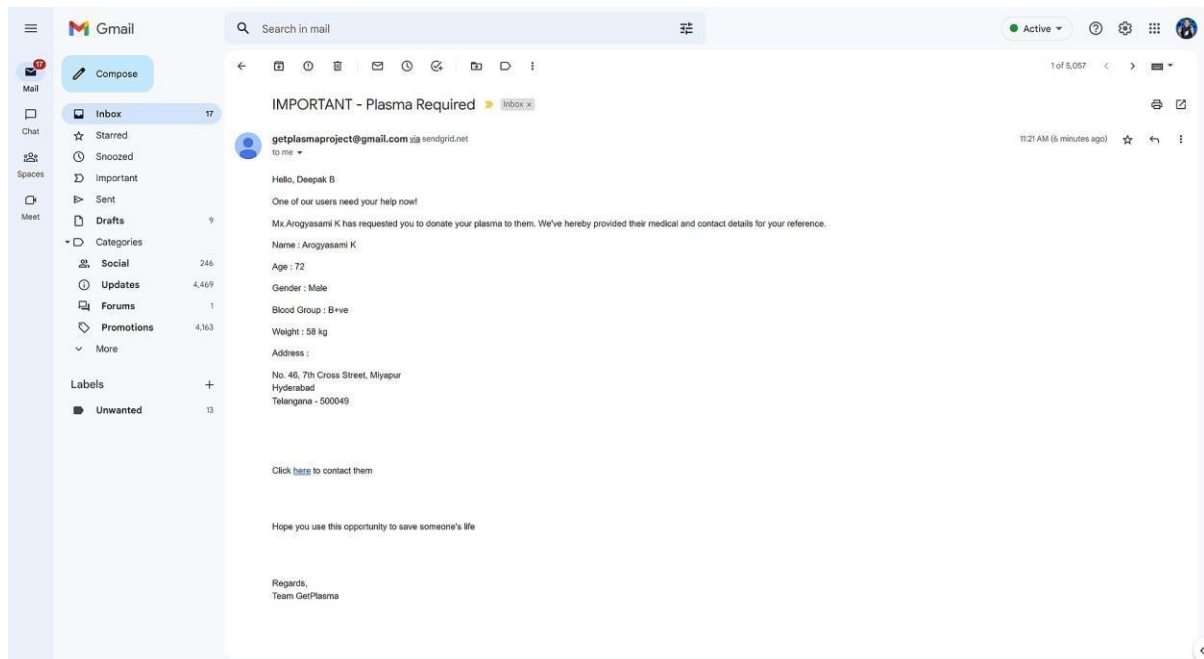 Gmail
Search in mail
Active
17
Mail
Compose
1 of 5,057
Chat
Spaces
Meet
Inbox 17
Starred
Snoozed
Important
Sent
Drafts 9
Categories
Social 246
Updates 4,469
Forums 1
Promotions 4,163
More
Labels +
Unwanted 13
IMPORTANT - Plasma Required Inbox x
getplasmaproject@gmail.com via sendgrid.net 11:21 AM (6 minutes ago)
to me
Hello, Deepak B
One of our users need your help now!
Mx.Arogyasami K has requested you to donate your plasma to them. We've hereby provided their medical and contact details for your reference.
Name : Arogyasami K
Age : 72
Gender : Male
Blood Group : B+ve
Weight : 58 kg
Address :
No. 46, 7th Cross Street, Miyapur
Hyderabad
Telangana - 500049
Click here to contact them
Hope you use this opportunity to save someone's life
Regards,
Team GetPlasma